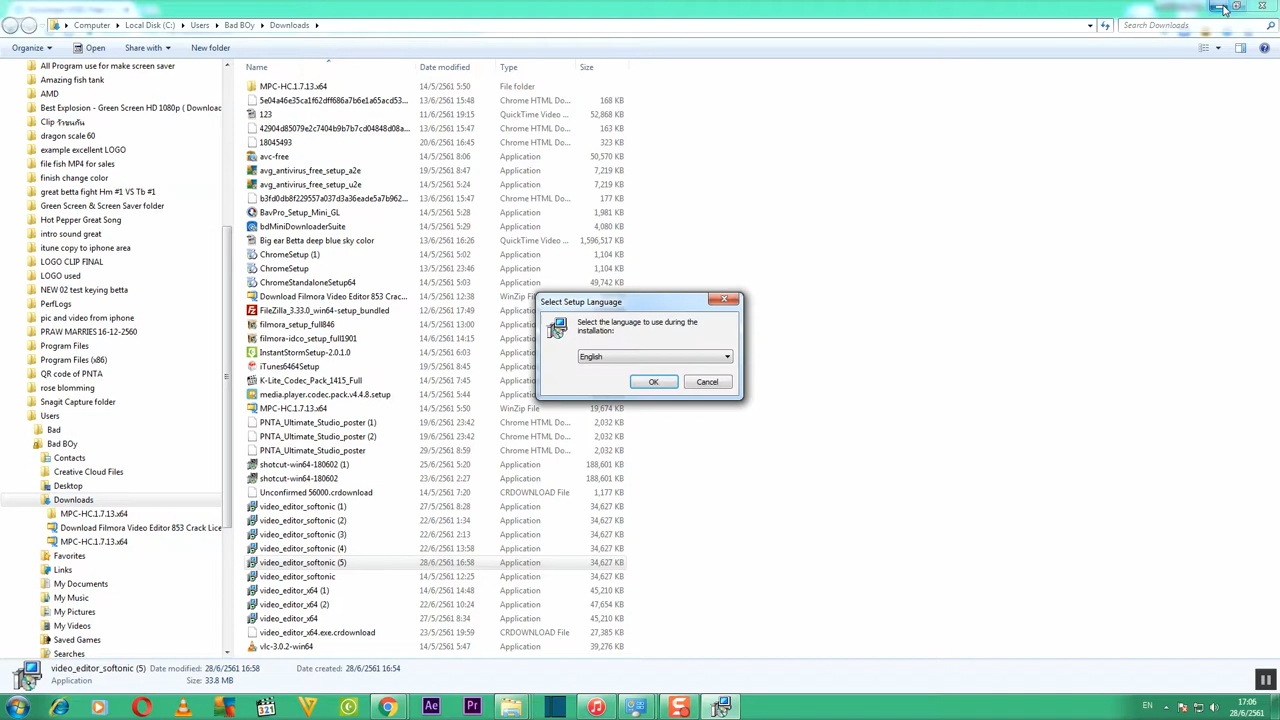 Computer ▸ Local Disk (C:) ▸ Users ▸ Bad BOy ▸ Downloads ▸
Search Downloads
Organize ▾ Open Share with ▾ New folder
Name Date modified Type Size
All Program use for make screen saver
Amazing fish tank
AMD
Best Explosion - Green Screen HD 1080p ( Downloac
Clip วันชนกัน
dragon scale 60
example excellent LOGO
file fish MP4 for sales
finish change color
great betta fight Hm #1 VS Tb #1
Green Screen & Screen Saver folder
Hot Pepper Great Song
intro sound great
itune copy to iphone area
LOGO CLIP FINAL
LOGO used
NEW 02 test keying betta
PerfLogs
pic and video from iphone
PRAW MARRIES 16-12-2560
Program Files
Program Files (x86)
QR code of PNTA
rose blomming
Snagit Capture folder
Users
Bad
Bad BOy
Contacts
Creative Cloud Files
Desktop
Downloads
MPC-HC.1.7.13.x64
Download Filmora Video Editor 853 Crack Lice
MPC-HC.1.7.13.x64
Favorites
Links
My Documents
My Music
My Pictures
My Videos
Saved Games
Searches
MPC-HC.1.7.13.x64 14/5/2561 5:50 File folder
5e04a46e35ca1f62dff686a7b6e1a65acd53... 13/6/2561 15:48 Chrome HTML Do... 168 KB
123 11/6/2561 19:15 QuickTime Video ... 52,868 KB
42904d85079e2c7404b9b7b7cd04848d08a... 13/6/2561 15:47 Chrome HTML Do... 163 KB
18045493 20/6/2561 16:45 Chrome HTML Do... 323 KB
avc-free 14/5/2561 8:06 Application 50,570 KB
avg_antivirus_free_setup_a2e 19/5/2561 8:47 Application 7,219 KB
avg_antivirus_free_setup_u2e 14/5/2561 5:24 Application 7,219 KB
b3fd0db8f229557a037d3a36eade5a7b962... 13/6/2561 15:47 Chrome HTML Do... 177 KB
BavPro_Setup_Mini_GL 14/5/2561 5:28 Application 1,981 KB
bdMiniDownloaderSuite 14/5/2561 5:29 Application 4,080 KB
Big ear Betta deep blue sky color 13/6/2561 16:26 QuickTime Video ... 1,596,517 KB
ChromeSetup (1) 14/5/2561 5:02 Application 1,104 KB
ChromeSetup 13/5/2561 23:46 Application 1,104 KB
ChromeStandaloneSetup64 14/5/2561 5:21 Application 49,742 KB
Download Filmora Video Editor 853 Crac... 14/5/2561 12:38 WinZip File
FileZilla_3.33.0_win64-setup_bundled 12/6/2561 17:49
filmora_setup_full846 14/5/2561 13:00
filmora-idco_setup_full1901 14/6/2561 14:15
InstantStormSetup-2.0.1.0 14/5/2561 6:03
iTunes6464Setup 19/5/2561 8:45
K-Lite_Codec_Pack_1415_Full 14/5/2561 7:45
media.player.codec.pack.v4.4.8.setup 14/5/2561 7:46
MPC-HC.1.7.13.x64 14/5/2561 5:50 WinZip File 19,674 KB
PNTA_Ultimate_Studio_poster (1) 19/6/2561 23:42 Chrome HTML Do... 2,032 KB
PNTA_Ultimate_Studio_poster (2) 19/6/2561 23:42 Chrome HTML Do... 2,032 KB
PNTA_Ultimate_Studio_poster 29/5/2561 8:59 Chrome HTML Do... 2,032 KB
shotcut-win64-180602 (1) 25/6/2561 5:20 Application 188,601 KB
shotcut-win64-180602 23/6/2561 2:27 Application 188,601 KB
Unconfirmed 56000.crdownload 14/5/2561 7:20 CRDOWNLOAD File 1,177 KB
video_editor_softonic (1) 27/5/2561 8:28 Application 34,627 KB
video_editor_softonic (2) 22/6/2561 1:34 Application 34,627 KB
video_editor_softonic (3) 22/6/2561 2:13 Application 34,627 KB
video_editor_softonic (4) 22/6/2561 13:58 Application 34,627 KB
video_editor_softonic (5) 28/6/2561 16:58 Application 34,627 KB
video_editor_softonic 14/5/2561 12:25 Application 34,627 KB
video_editor_x64 (1) 14/6/2561 14:48 Application 45,210 KB
video_editor_x64 (2) 22/6/2561 10:24 Application 47,654 KB
video_editor_x64 27/5/2561 8:34 Application 45,210 KB
video_editor_x64.exe.crdownload 23/5/2561 19:59 CRDOWNLOAD File 27,385 KB
vlc-3.0.2-win64 14/5/2561 5:47 Application 39,276 KB
Select Setup Language
Select the language to use during the
installation:
English
OK Cancel
video_editor_softonic (5) Date modified: 28/6/2561 16:58 Date created: 28/6/2561 16:54
Application Size: 33.8 MB
Ae Pr
EN 17:06
28/6/2561